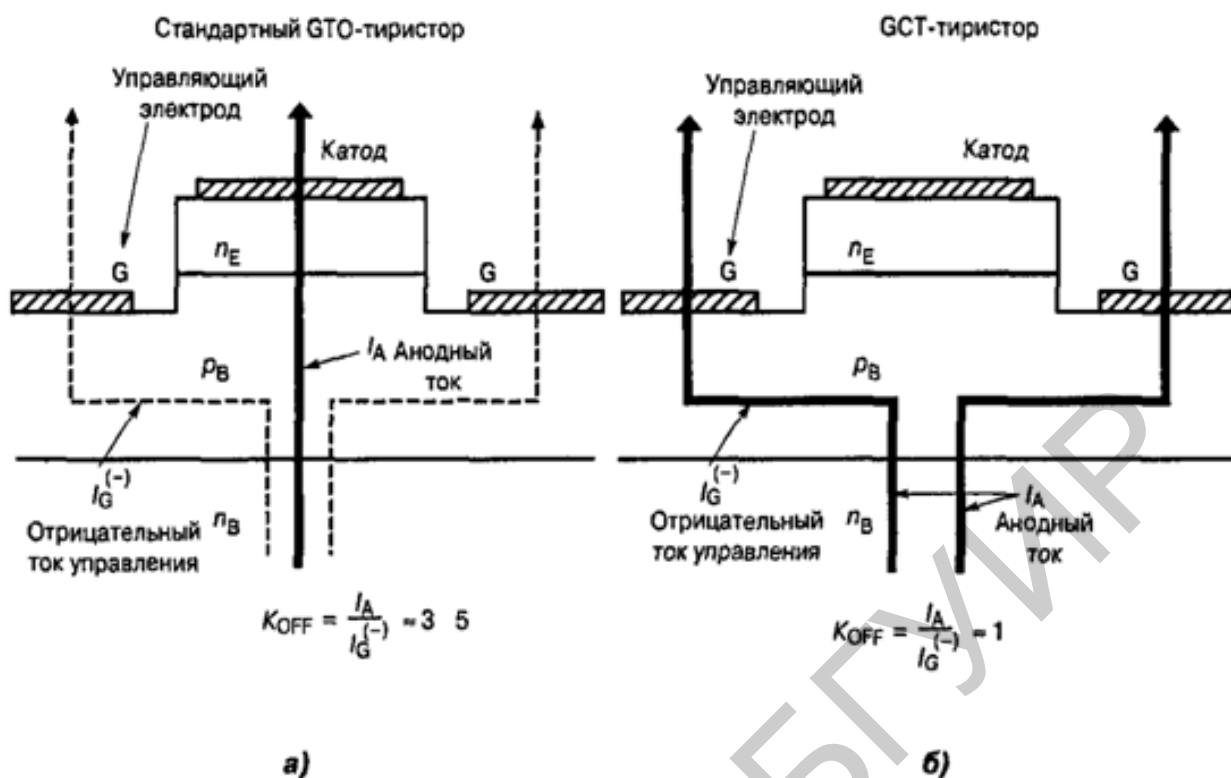 Стандартный GTO-тиристор
Управляющий
электрод
Катод
n_E
G
G
I_A Анодный
ток
p_B
I_G^(-)
Отрицательный
ток управления
n_B
K_OFF = I_A / I_G^(-) ≈ 3 5
а)
GCT-тиристор
Управляющий
электрод
Катод
n_E
G
G
p_B
I_G^(-)
Отрицательный
ток управления
n_B
I_A
Анодный
ток
K_OFF = I_A / I_G^(-) ≈ 1
б)
БГУИР